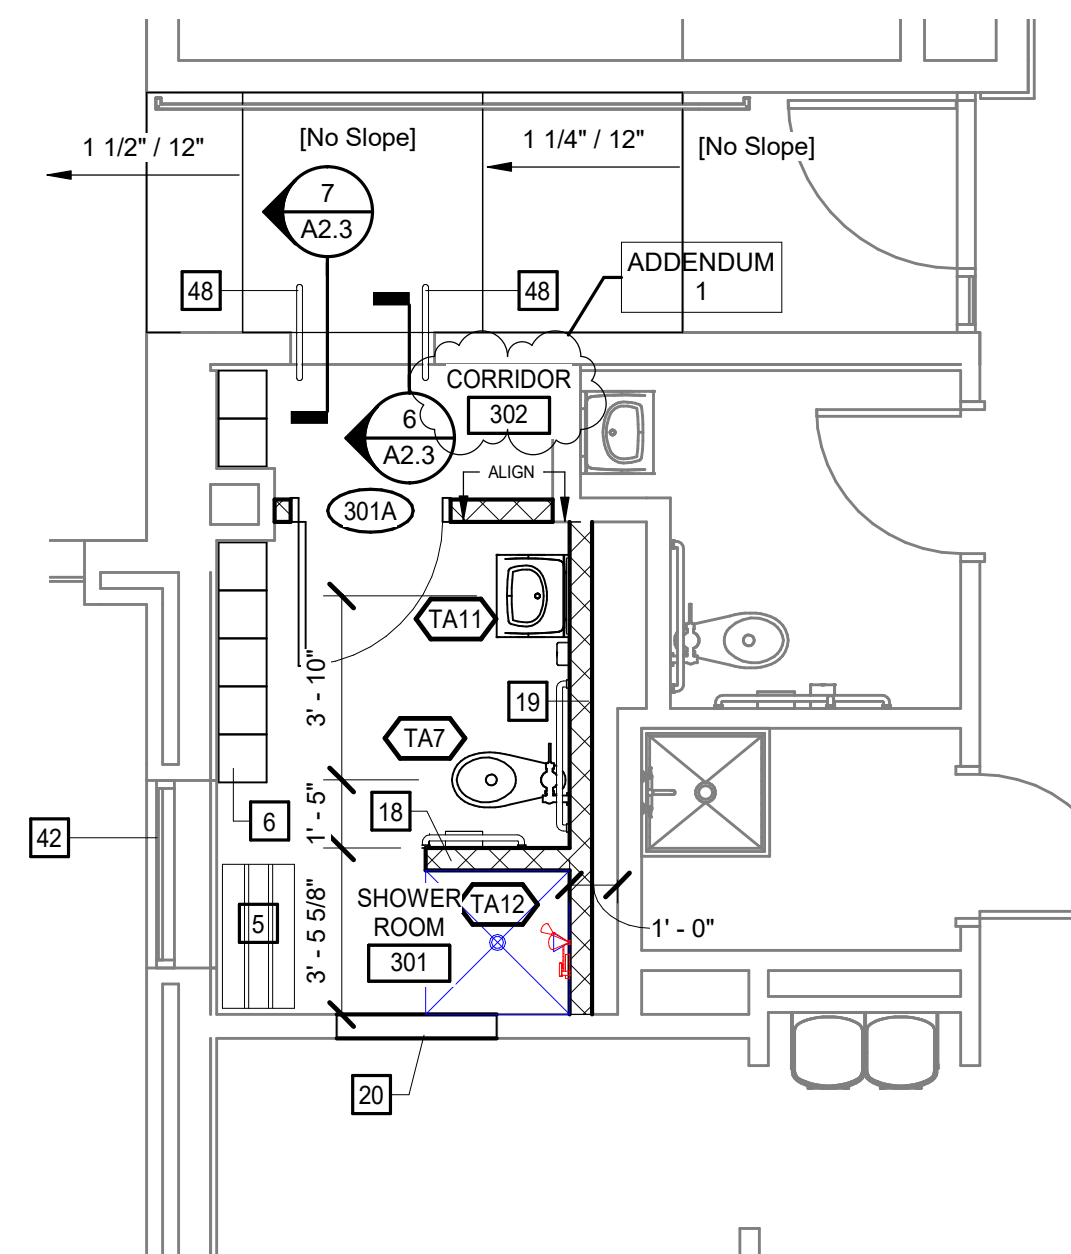 1 1/2" / 12"
[No Slope]
1 1/4" / 12"
[No Slope]
7
A2.3
ADDENDUM
1
48
48
CORRIDOR
302
6
A2.3
ALIGN
301A
TA11
3' - 10"
19
TA7
1' - 5"
18
6
42
SHOWER
ROOM
301
TA12
5
3' - 5 5/8"
1' - 0"
20